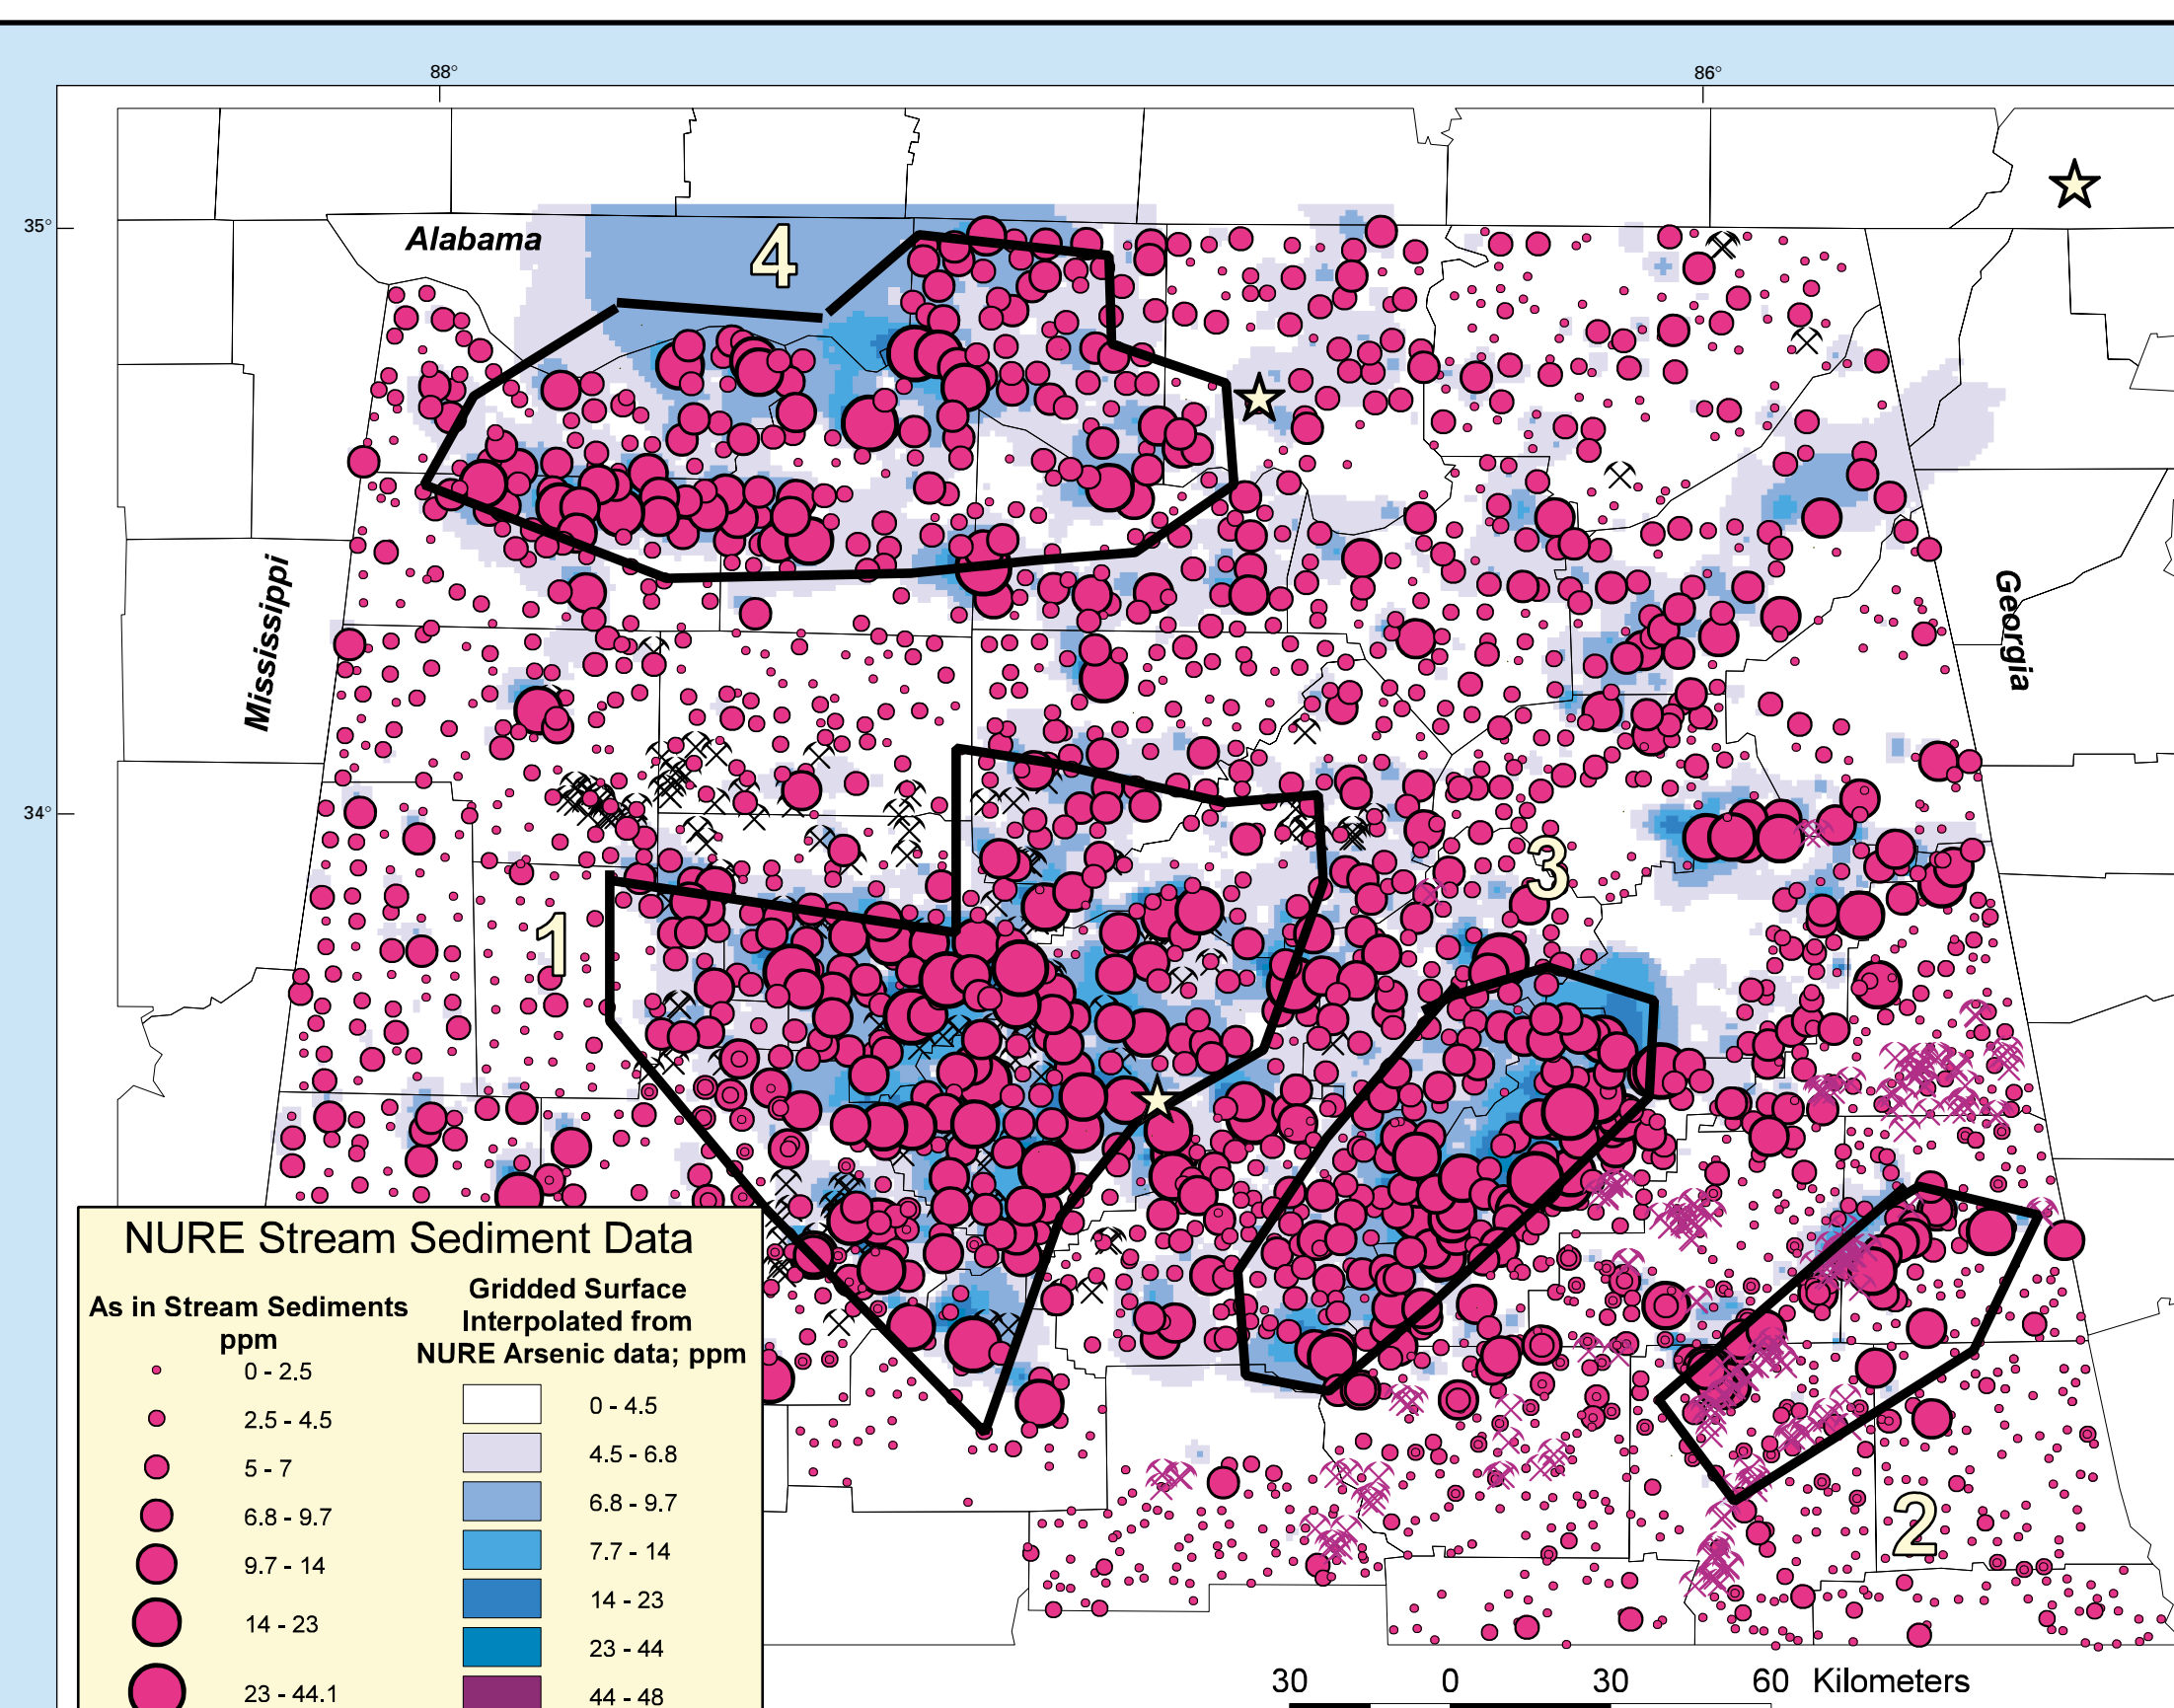 88°
86°
35°
Alabama
4
Mississippi
Georgia
34°
3
1
2
NURE Stream Sediment Data
As in Stream Sediments
ppm
0 - 2.5
2.5 - 4.5
5 - 7
6.8 - 9.7
9.7 - 14
14 - 23
23 - 44.1
Gridded Surface
Interpolated from
NURE Arsenic data; ppm
0 - 4.5
4.5 - 6.8
6.8 - 9.7
7.7 - 14
14 - 23
23 - 44
44 - 48
30 0 30 60 Kilometers